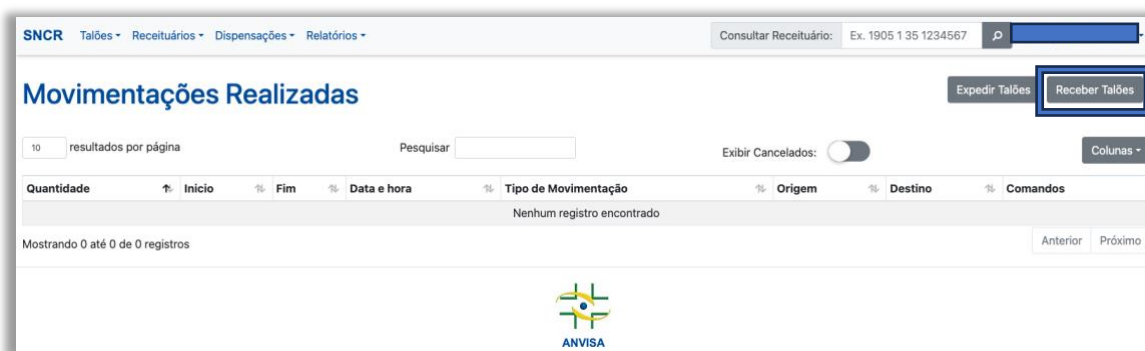 SNCR Talões Receituários Dispensações Relatórios Consultar Receituário: Ex. 1905 1 35 1234567
Movimentações Realizadas Expedir Talões Receber Talões
10 resultados por página Pesquisar Exibir Cancelados: Colunas
Quantidade Início Fim Data e hora Tipo de Movimentação Origem Destino Comandos
Nenhum registro encontrado
Mostrando 0 até 0 de 0 registros Anterior Próximo
ANVISA